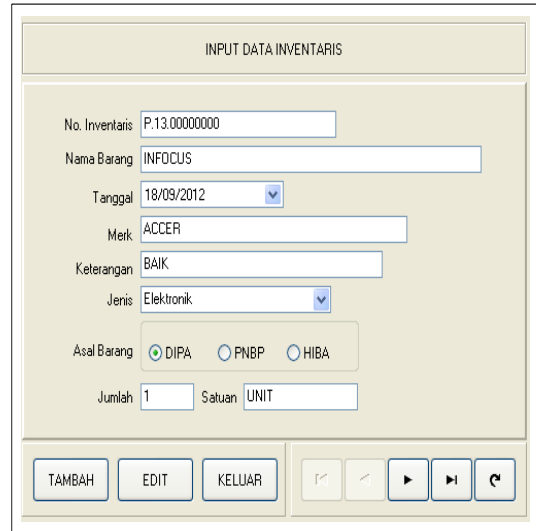 INPUT DATA INVENTARIS
No. Inventaris P.13.00000000
Nama Barang INFOCUS
Tanggal 18/09/2012
Merk ACCER
Keterangan BAIK
Jenis Elektronik
Asal Barang DIPA PNBP HIBA
Jumlah 1 Satuan UNIT
TAMBAH EDIT KELUAR